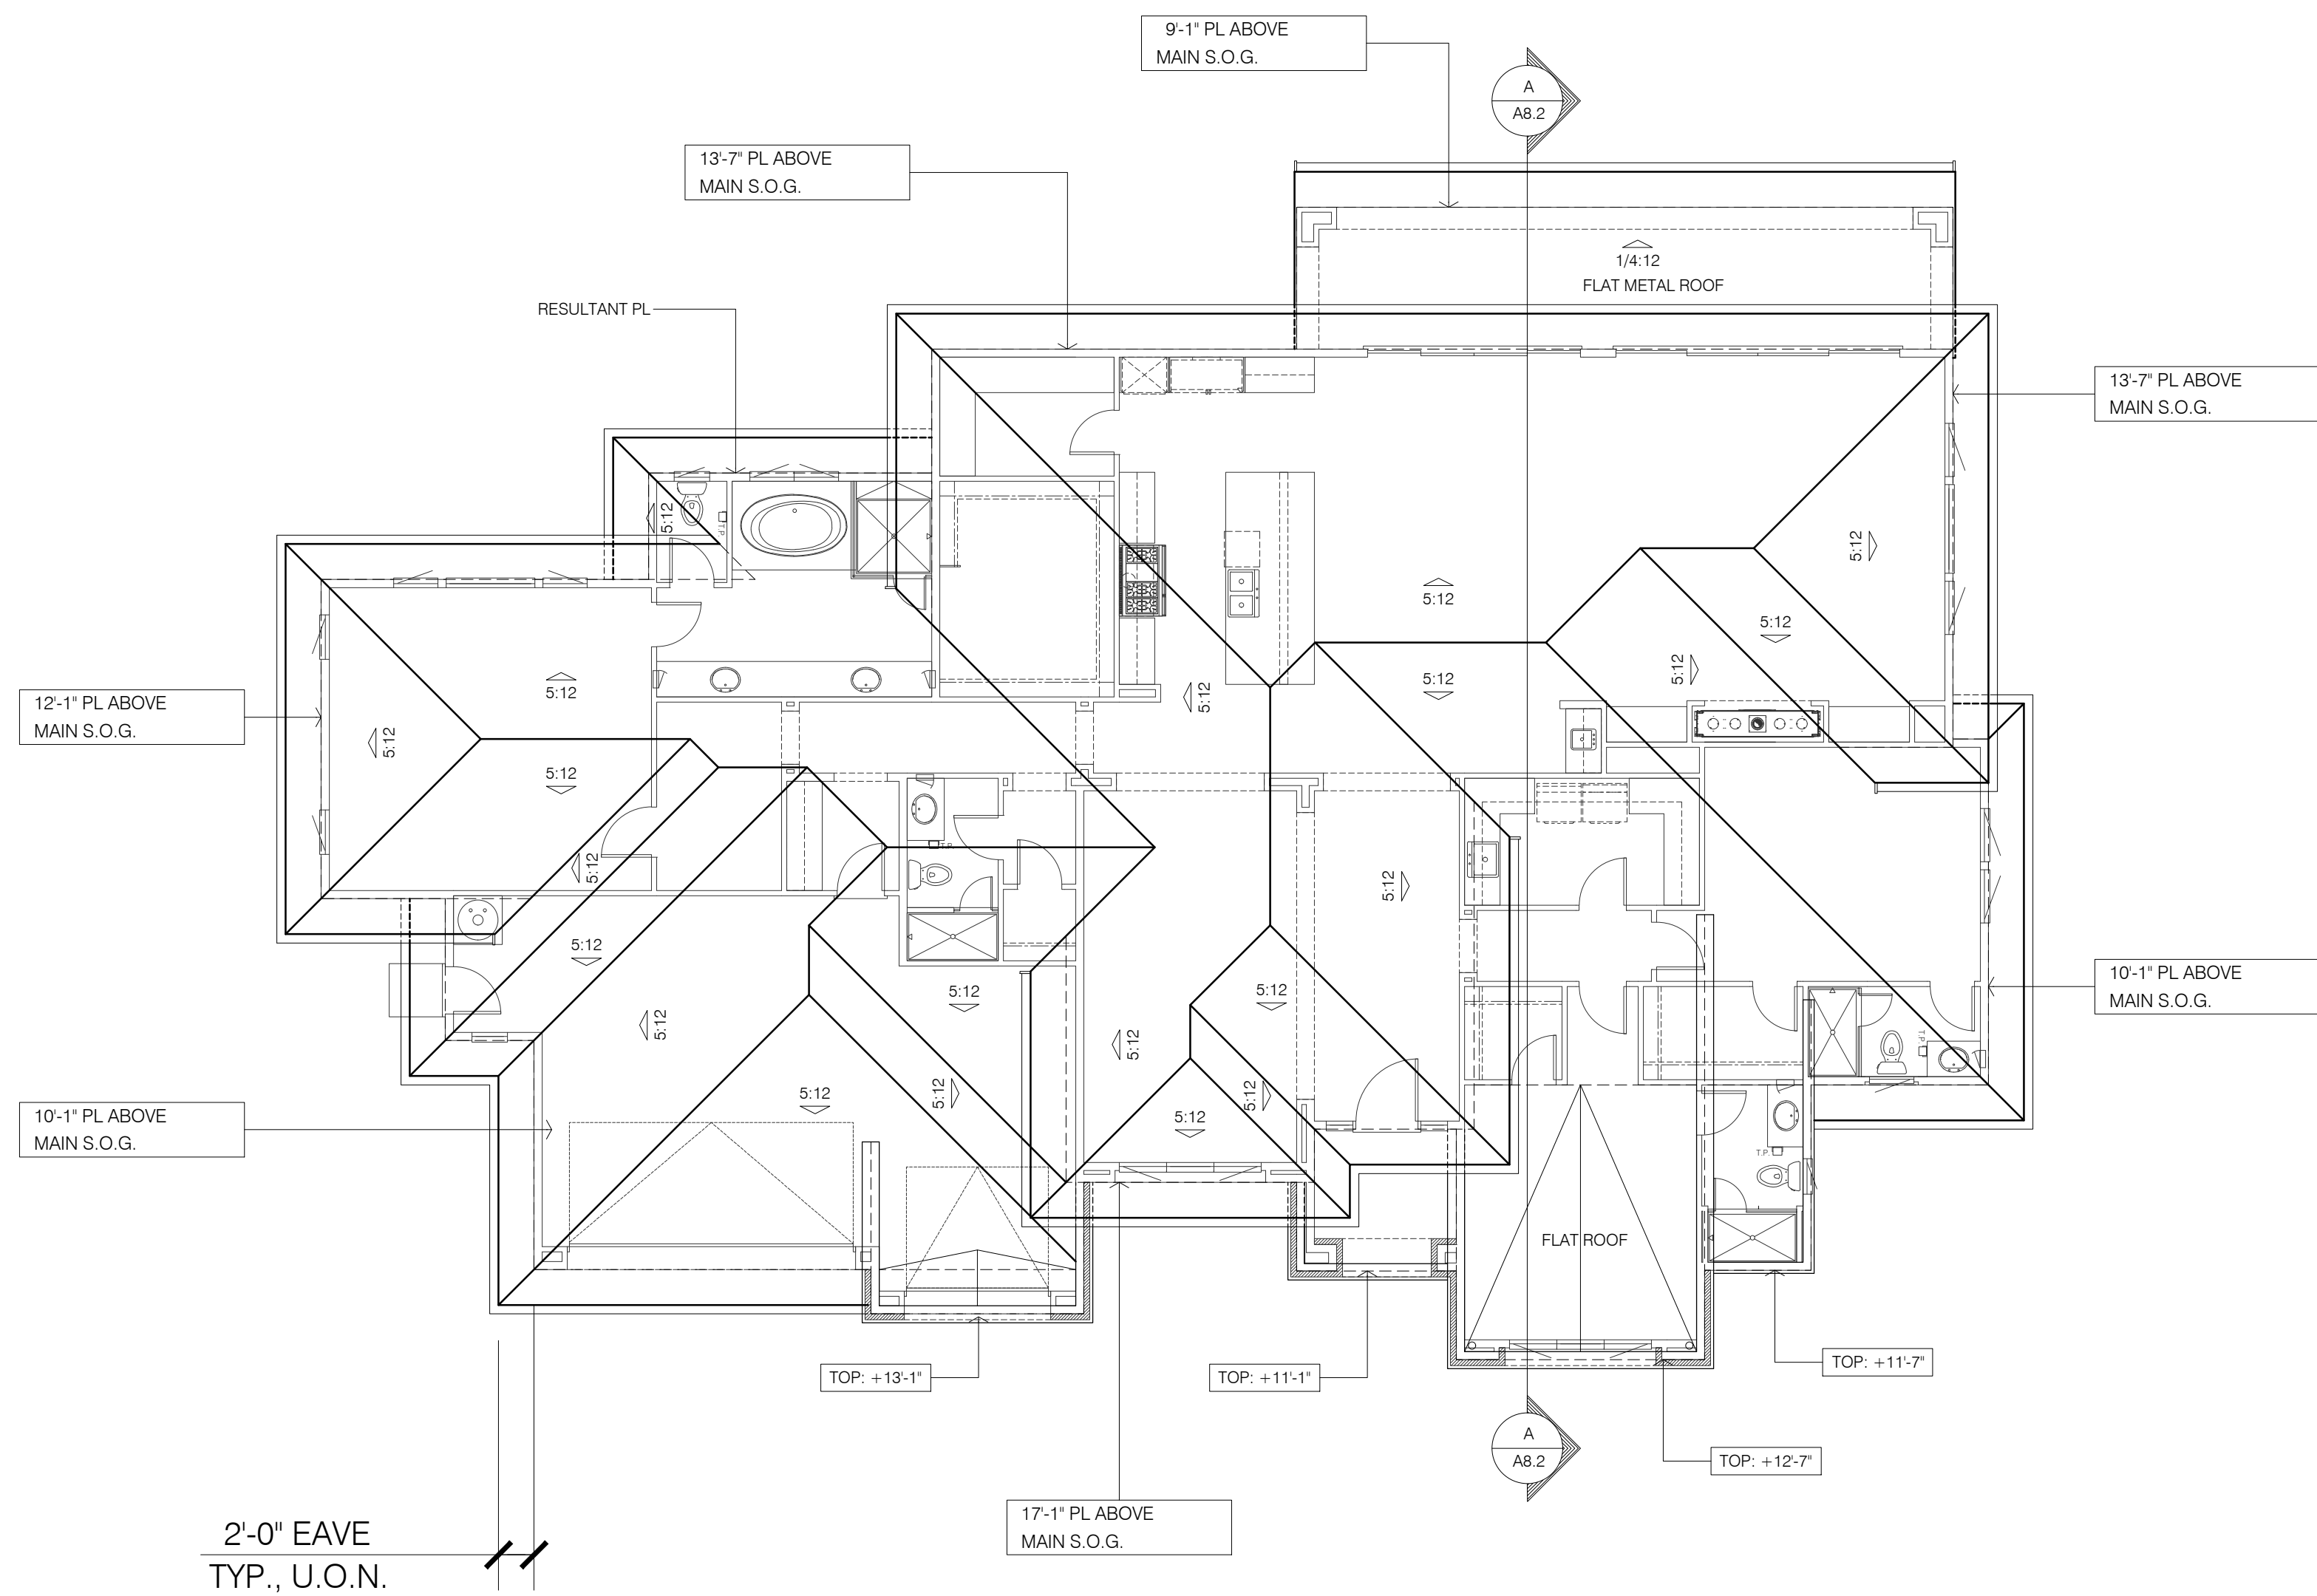 9'-1" PL ABOVE
MAIN S.O.G.
A
A8.2
13'-7" PL ABOVE
MAIN S.O.G.
1/4:12
FLAT METAL ROOF
RESULTANT PL
13'-7" PL ABOVE
MAIN S.O.G.
5:12
T.P.
5:12
5:12
5:12
5:12
5:12
5:12
5:12
12'-1" PL ABOVE
MAIN S.O.G.
5:12
5:12
T.P.
5:12
5:12
5:12
10'-1" PL ABOVE
MAIN S.O.G.
5:12
5:12
5:12
5:12
T.P.
5:12
5:12
5:12
5:12
10'-1" PL ABOVE
MAIN S.O.G.
T.P.
FLAT ROOF
TOP: +13'-1"
TOP: +11'-1"
TOP: +11'-7"
A
A8.2
TOP: +12'-7"
17'-1" PL ABOVE
MAIN S.O.G.
2'-0" EAVE
TYP., U.O.N.